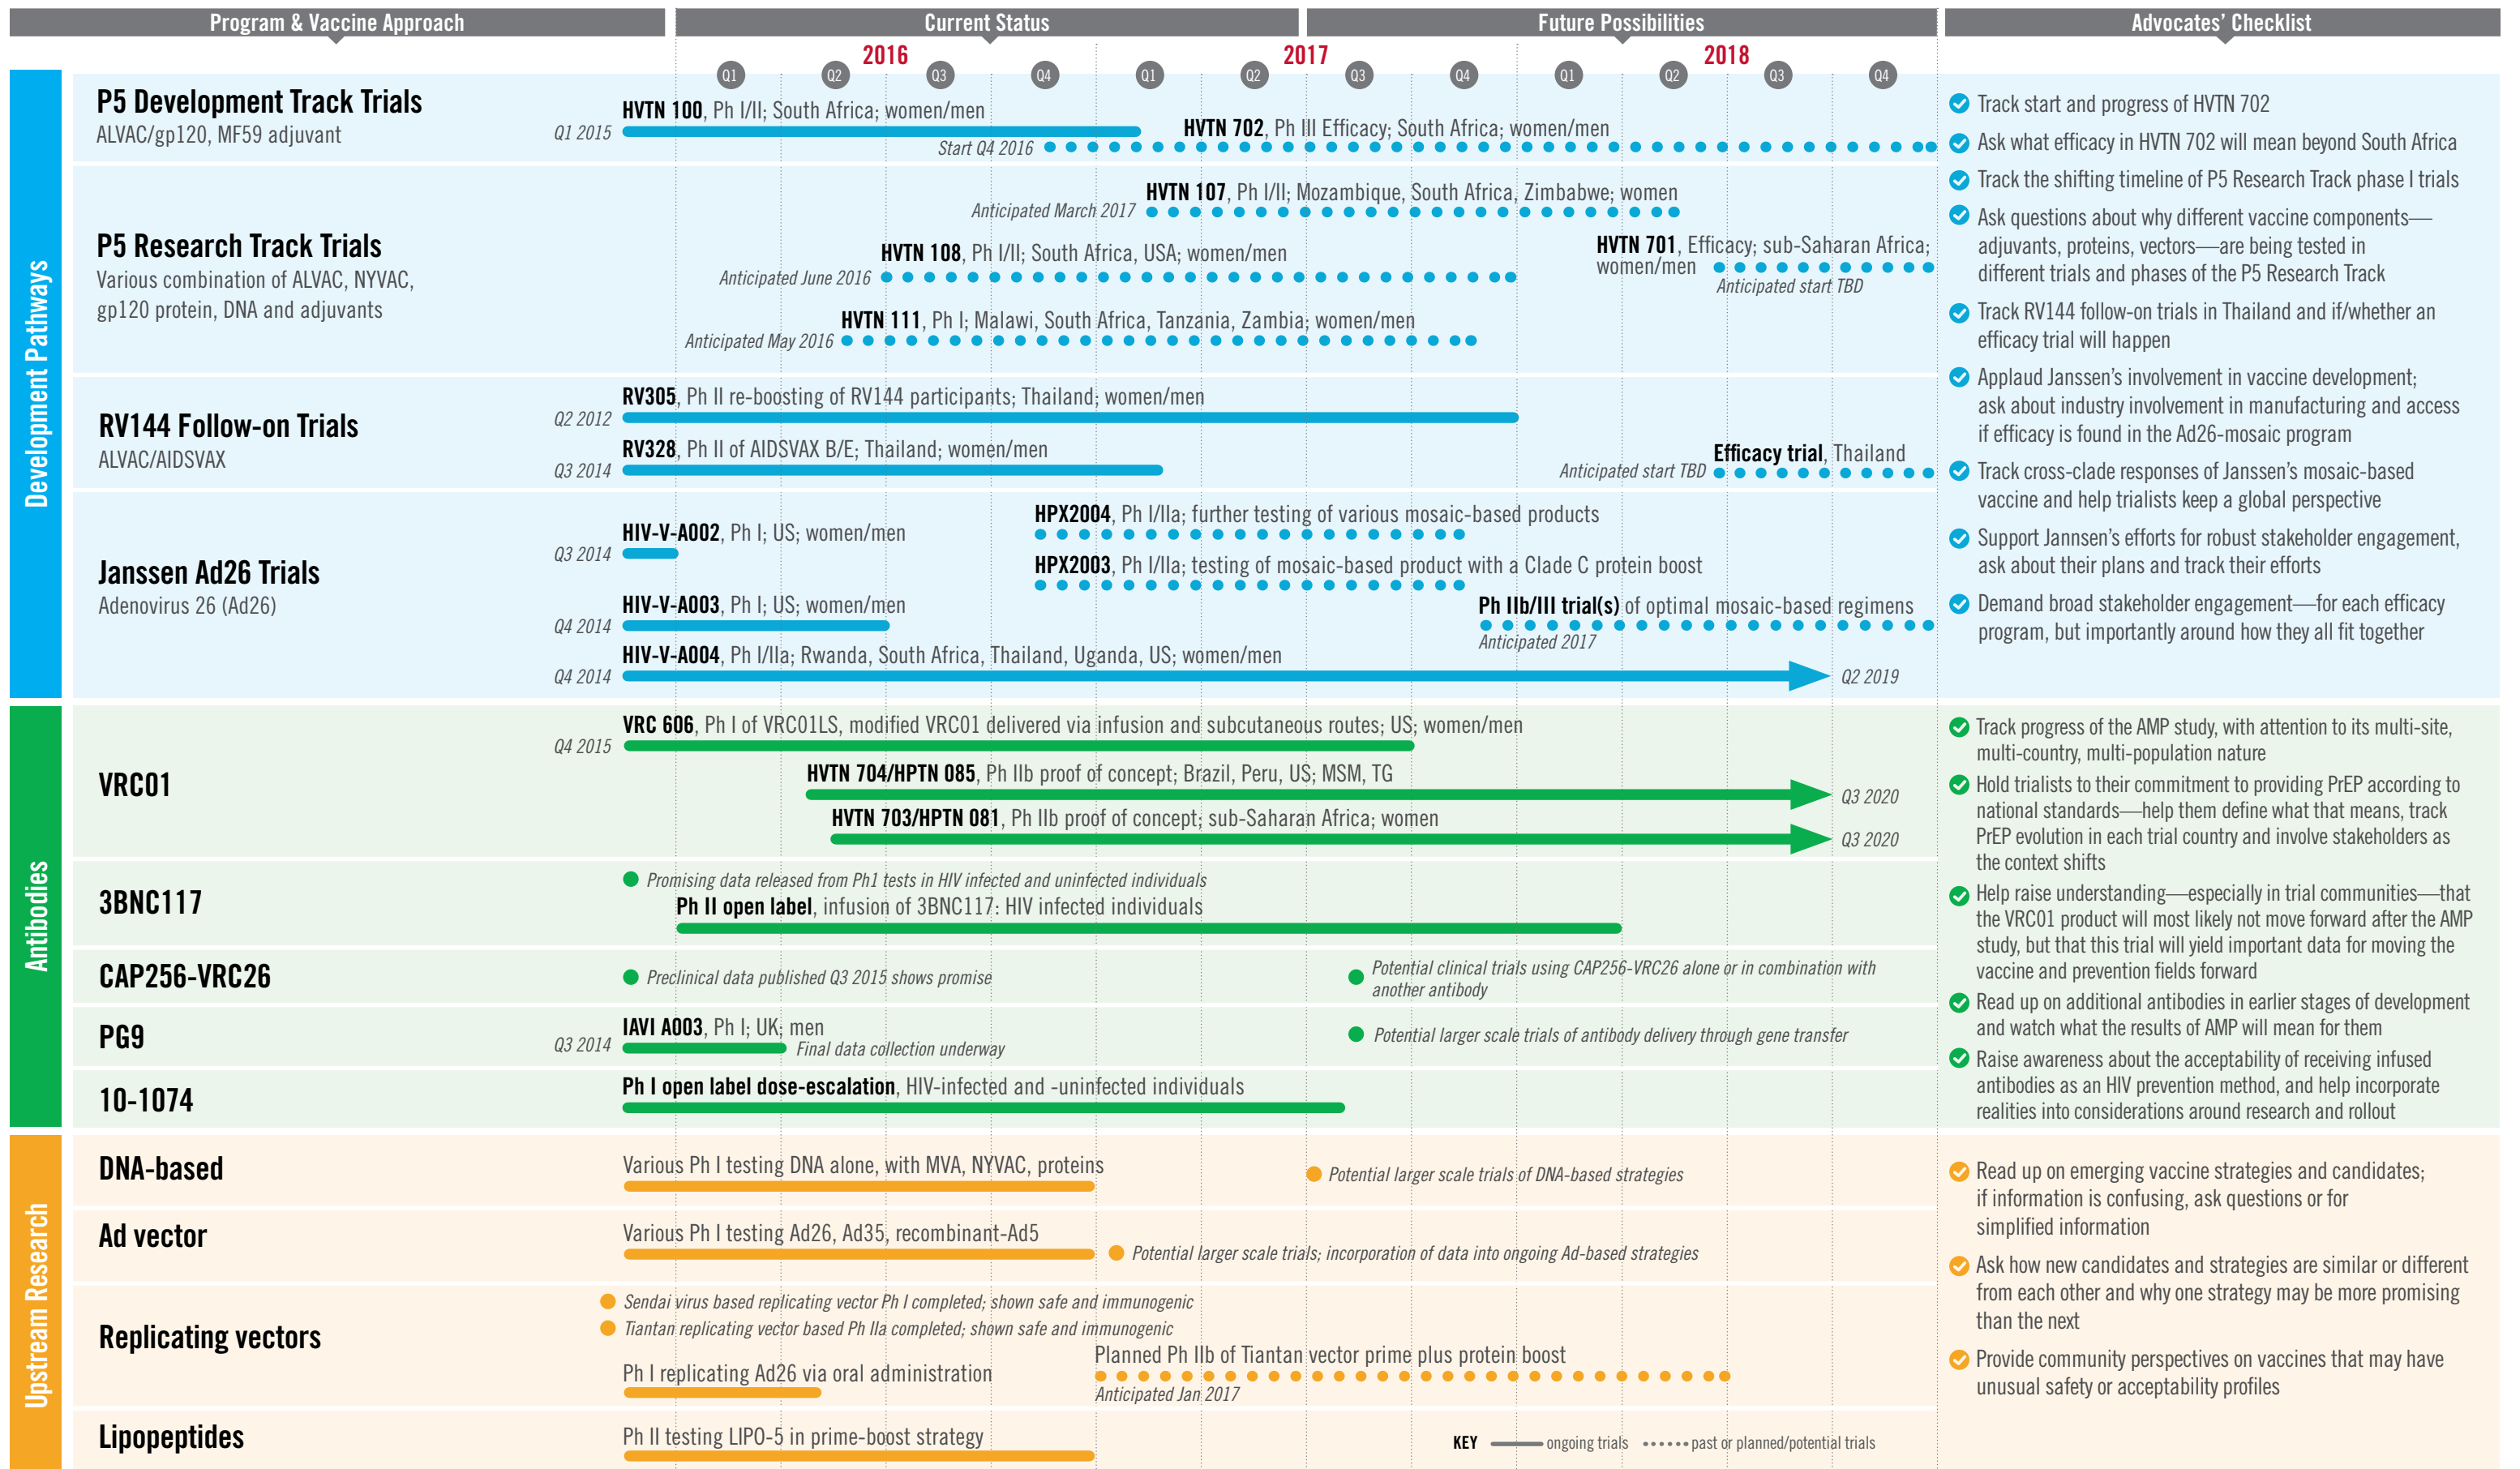 Program & Vaccine Approach
Current Status
Future Possibilities
Advocates' Checklist
2016
2017
2018
Q1
Q2
Q3
Q4
Q1
Q2
Q3
Q4
Q1
Q2
Q3
Q4
Development Pathways
P5 Development Track Trials
ALVAC/gp120, MF59 adjuvant
HVTN 100, Ph I/II; South Africa; women/men
Q1 2015
HVTN 702, Ph III Efficacy; South Africa; women/men
Start Q4 2016
P5 Research Track Trials
Various combination of ALVAC, NYVAC,
gp120 protein, DNA and adjuvants
HVTN 107, Ph I/II; Mozambique, South Africa, Zimbabwe; women
Anticipated March 2017
HVTN 108, Ph I/II; South Africa, USA; women/men
Anticipated June 2016
HVTN 701, Efficacy; sub-Saharan Africa;
women/men
Anticipated start TBD
HVTN 111, Ph I; Malawi, South Africa, Tanzania, Zambia; women/men
Anticipated May 2016
RV144 Follow-on Trials
ALVAC/AIDSVAX
RV305, Ph II re-boosting of RV144 participants; Thailand; women/men
Q2 2012
RV328, Ph II of AIDSVAX B/E; Thailand; women/men
Q3 2014
Efficacy trial, Thailand
Anticipated start TBD
Janssen Ad26 Trials
Adenovirus 26 (Ad26)
HIV-V-A002, Ph I; US; women/men
Q3 2014
HPX2004, Ph I/IIa; further testing of various mosaic-based products
HPX2003, Ph I/IIa; testing of mosaic-based product with a Clade C protein boost
HIV-V-A003, Ph I; US; women/men
Q4 2014
Ph IIb/III trial(s) of optimal mosaic-based regimens
Anticipated 2017
HIV-V-A004, Ph I/IIa; Rwanda, South Africa, Thailand, Uganda, US; women/men
Q4 2014
Q2 2019
Track start and progress of HVTN 702
Ask what efficacy in HVTN 702 will mean beyond South Africa
Track the shifting timeline of P5 Research Track phase I trials
Ask questions about why different vaccine components—
adjuvants, proteins, vectors—are being tested in
different trials and phases of the P5 Research Track
Track RV144 follow-on trials in Thailand and if/whether an
efficacy trial will happen
Applaud Janssen's involvement in vaccine development;
ask about industry involvement in manufacturing and access
if efficacy is found in the Ad26-mosaic program
Track cross-clade responses of Janssen's mosaic-based
vaccine and help trialists keep a global perspective
Support Jannsen's efforts for robust stakeholder engagement,
ask about their plans and track their efforts
Demand broad stakeholder engagement—for each efficacy
program, but importantly around how they all fit together
Antibodies
VRC01
VRC 606, Ph I of VRC01LS, modified VRC01 delivered via infusion and subcutaneous routes; US; women/men
Q4 2015
HVTN 704/HPTN 085, Ph IIb proof of concept; Brazil, Peru, US; MSM, TG
Q3 2020
HVTN 703/HPTN 081, Ph IIb proof of concept; sub-Saharan Africa; women
Q3 2020
3BNC117
Promising data released from Ph1 tests in HIV infected and uninfected individuals
Ph II open label, infusion of 3BNC117: HIV infected individuals
CAP256-VRC26
Preclinical data published Q3 2015 shows promise
Potential clinical trials using CAP256-VRC26 alone or in combination with
another antibody
PG9
IAVI A003, Ph I; UK; men
Q3 2014
Final data collection underway
Potential larger scale trials of antibody delivery through gene transfer
10-1074
Ph I open label dose-escalation, HIV-infected and -uninfected individuals
Track progress of the AMP study, with attention to its multi-site,
multi-country, multi-population nature
Hold trialists to their commitment to providing PrEP according to
national standards—help them define what that means, track
PrEP evolution in each trial country and involve stakeholders as
the context shifts
Help raise understanding—especially in trial communities—that
the VRC01 product will most likely not move forward after the AMP
study, but that this trial will yield important data for moving the
vaccine and prevention fields forward
Read up on additional antibodies in earlier stages of development
and watch what the results of AMP will mean for them
Raise awareness about the acceptability of receiving infused
antibodies as an HIV prevention method, and help incorporate
realities into considerations around research and rollout
Upstream Research
DNA-based
Various Ph I testing DNA alone, with MVA, NYVAC, proteins
Potential larger scale trials of DNA-based strategies
Ad vector
Various Ph I testing Ad26, Ad35, recombinant-Ad5
Potential larger scale trials; incorporation of data into ongoing Ad-based strategies
Replicating vectors
Sendai virus based replicating vector Ph I completed; shown safe and immunogenic
Tiantan replicating vector based Ph IIa completed; shown safe and immunogenic
Ph I replicating Ad26 via oral administration
Planned Ph IIb of Tiantan vector prime plus protein boost
Anticipated Jan 2017
Lipopeptides
Ph II testing LIPO-5 in prime-boost strategy
KEY ongoing trials past or planned/potential trials
Read up on emerging vaccine strategies and candidates;
if information is confusing, ask questions or for
simplified information
Ask how new candidates and strategies are similar or different
from each other and why one strategy may be more promising
than the next
Provide community perspectives on vaccines that may have
unusual safety or acceptability profiles